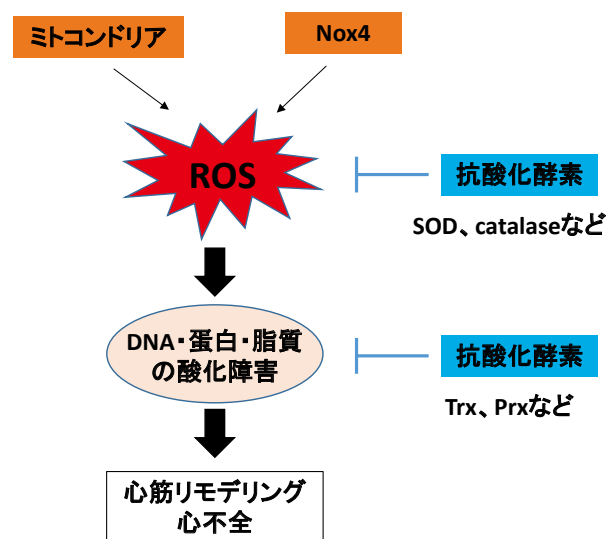 ミトコンドリア
Nox4
ROS
抗酸化酵素
SOD、catalaseなど
DNA・蛋白・脂質
の酸化障害
抗酸化酵素
Trx、Prxなど
心筋リモデリング
心不全